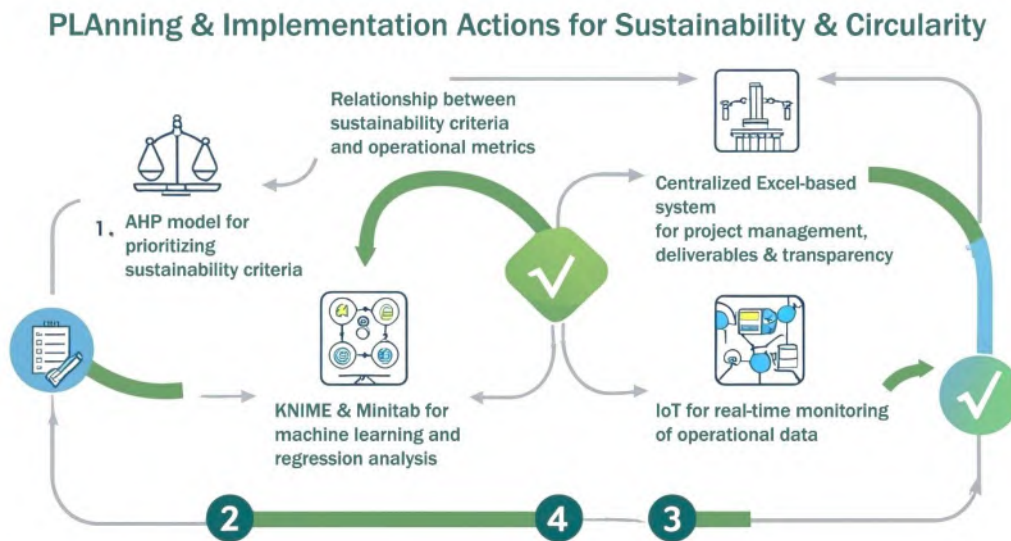 PLAnning & Implementation Actions for Sustainability & Circularity
Relationship between
sustainability criteria
and operational metrics
1. AHP model for
prioritizing
sustainability criteria
Centralized Excel-based
system
for project management,
deliverables & transparency
KNIME & Minitab for
machine learning and
regression analysis
IoT for real-time monitoring
of operational data
2
4
3